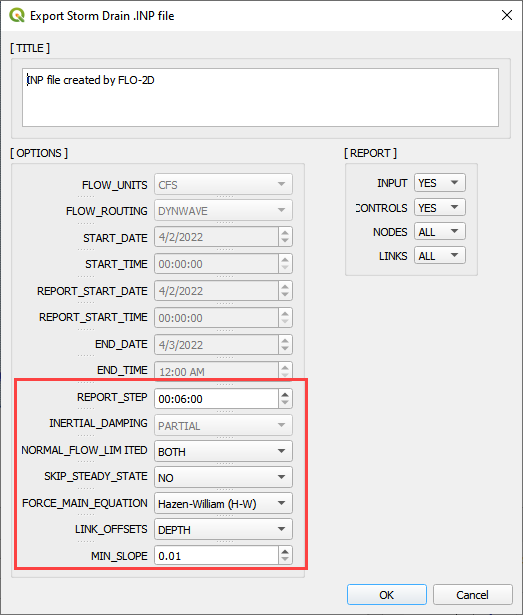 Export Storm Drain .INP file
[ TITLE ]
INP file created by FLO-2D
[ OPTIONS ]
FLOW_UNITS CFS
FLOW_ROUTING DYNWAVE
START_DATE 4/2/2022
START_TIME 00:00:00
REPORT_START_DATE 4/2/2022
REPORT_START_TIME 00:00:00
END_DATE 4/3/2022
END_TIME 12:00 AM
REPORT_STEP 00:06:00
INERTIAL_DAMPING PARTIAL
NORMAL_FLOW_LIM ITED BOTH
SKIP_STEADY_STATE NO
FORCE_MAIN_EQUATION Hazen-William (H-W)
LINK_OFFSETS DEPTH
MIN_SLOPE 0.01
[ REPORT ]
INPUT YES
CONTROLS YES
NODES ALL
LINKS ALL
OK Cancel